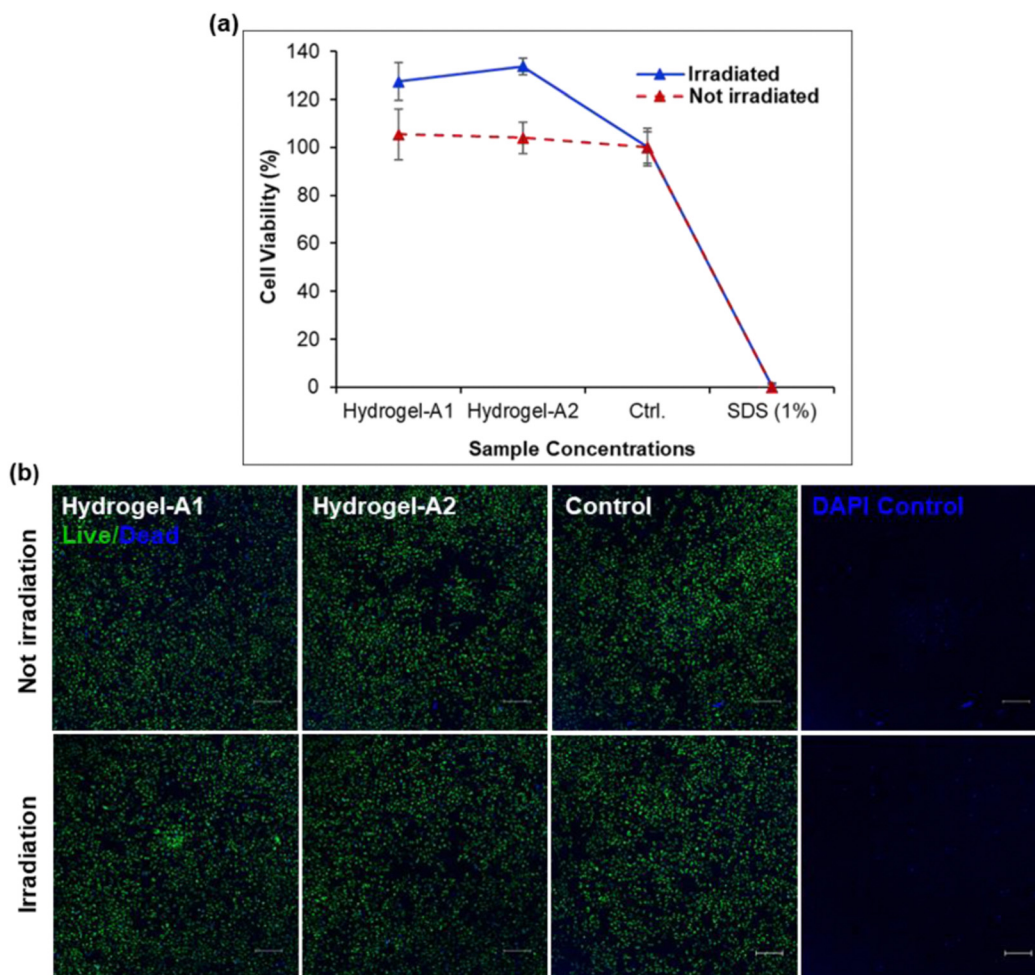 (a)
140
120
100
80
60
40
20
0
Cell Viability (%)
Irradiated
Not irradiated
Hydrogel-A1 Hydrogel-A2 Ctrl. SDS (1%)
Sample Concentrations
(b)
Hydrogel-A1 Hydrogel-A2 Control DAPI Control
Live/Dead
Not irradiation
Irradiation